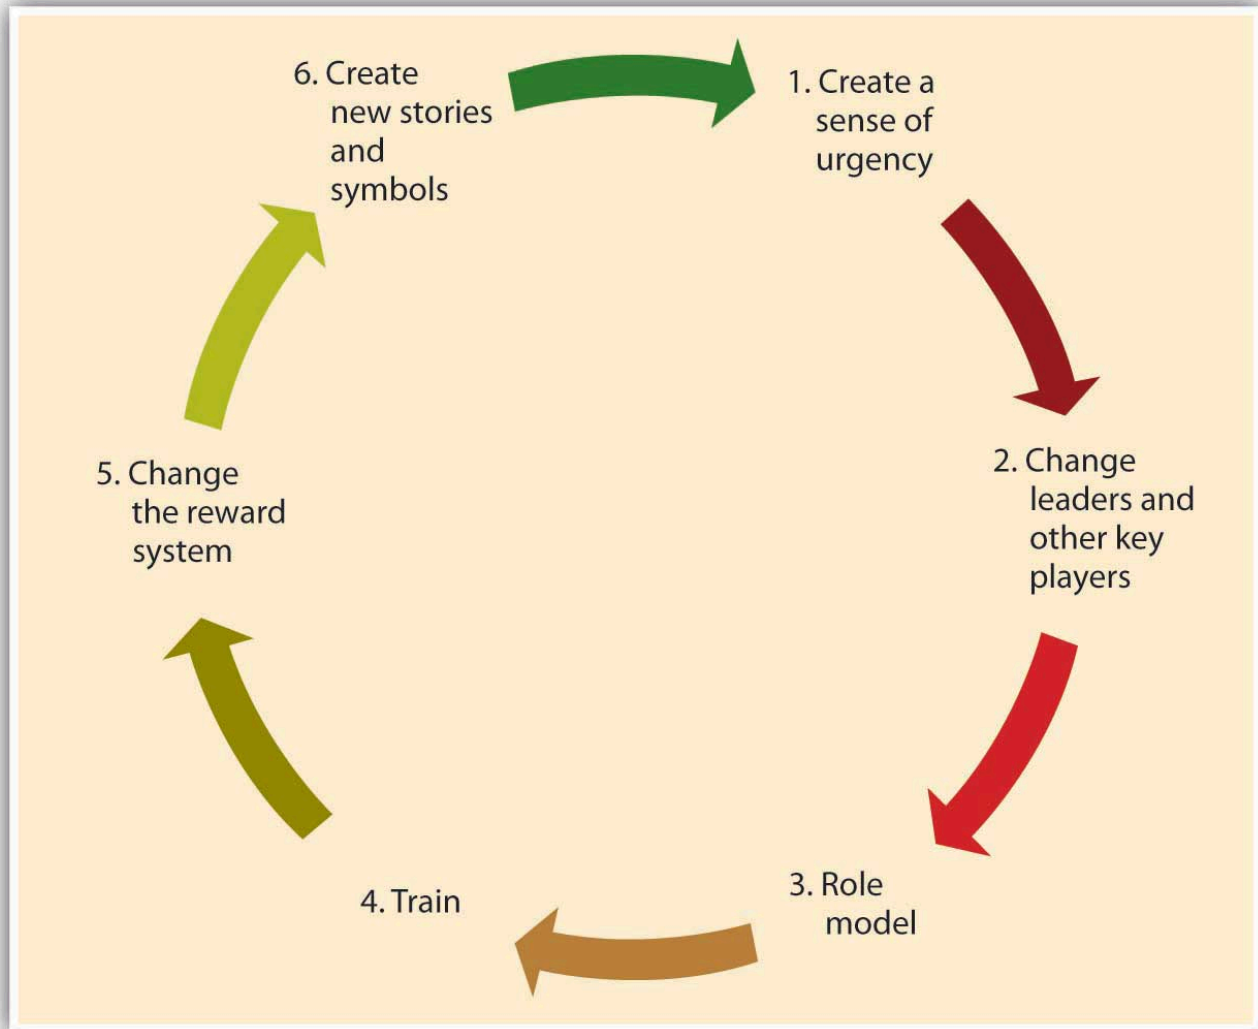 1. Create a
sense of
urgency
2. Change
leaders and
other key
players
3. Role
model
4. Train
5. Change
the reward
system
6. Create
new stories
and
symbols